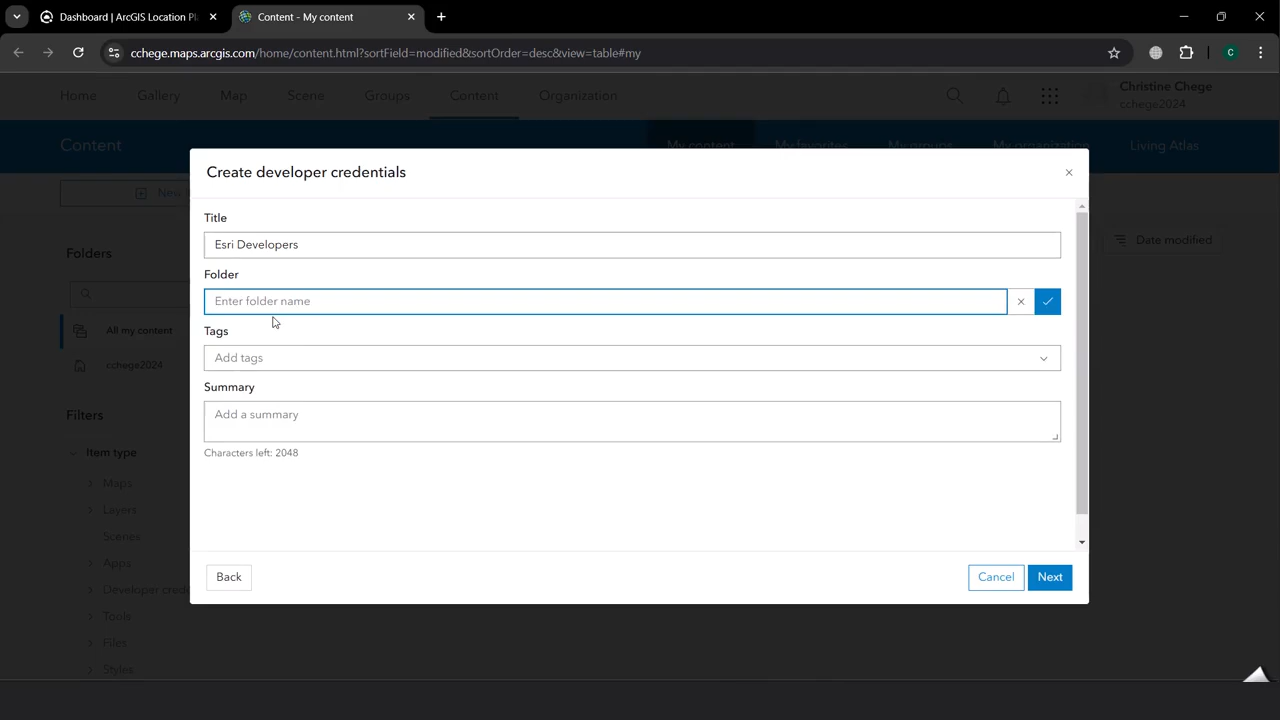 Dashboard | ArcGIS Location Pl
Content - My content
cchege.maps.arcgis.com/home/content.html?sortField=modified&sortOrder=desc&view=table#my
C
Home
Gallery
Map
Scene
Groups
Content
Organization
Christine Chege
cchege2024
Content
My content
My favorites
My groups
My organization
Living Atlas
New
Date modified
Folders
All my content
cchege2024
Filters
Item type
Maps
Layers
Scenes
Apps
Developer crede
Tools
Files
Styles
Create developer credentials
Title
Esri Developers
Folder
Enter folder name
Tags
Add tags
Summary
Add a summary
Characters left: 2048
Back
Cancel
Next